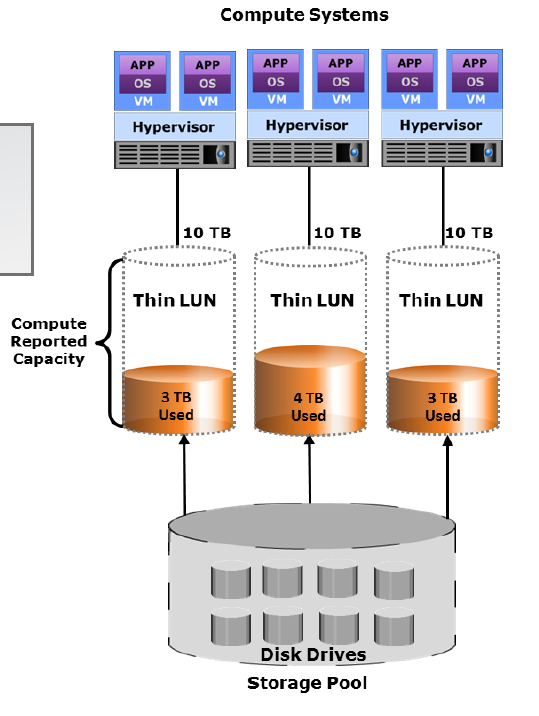 Compute Systems
APP APP APP APP APP APP
OS OS OS OS OS OS
VM VM VM VM VM VM
Hypervisor Hypervisor Hypervisor
10 TB 10 TB 10 TB
Thin LUN Thin LUN Thin LUN
Compute
Reported
Capacity
3 TB
Used
4 TB
Used
3 TB
Used
Disk Drives
Storage Pool